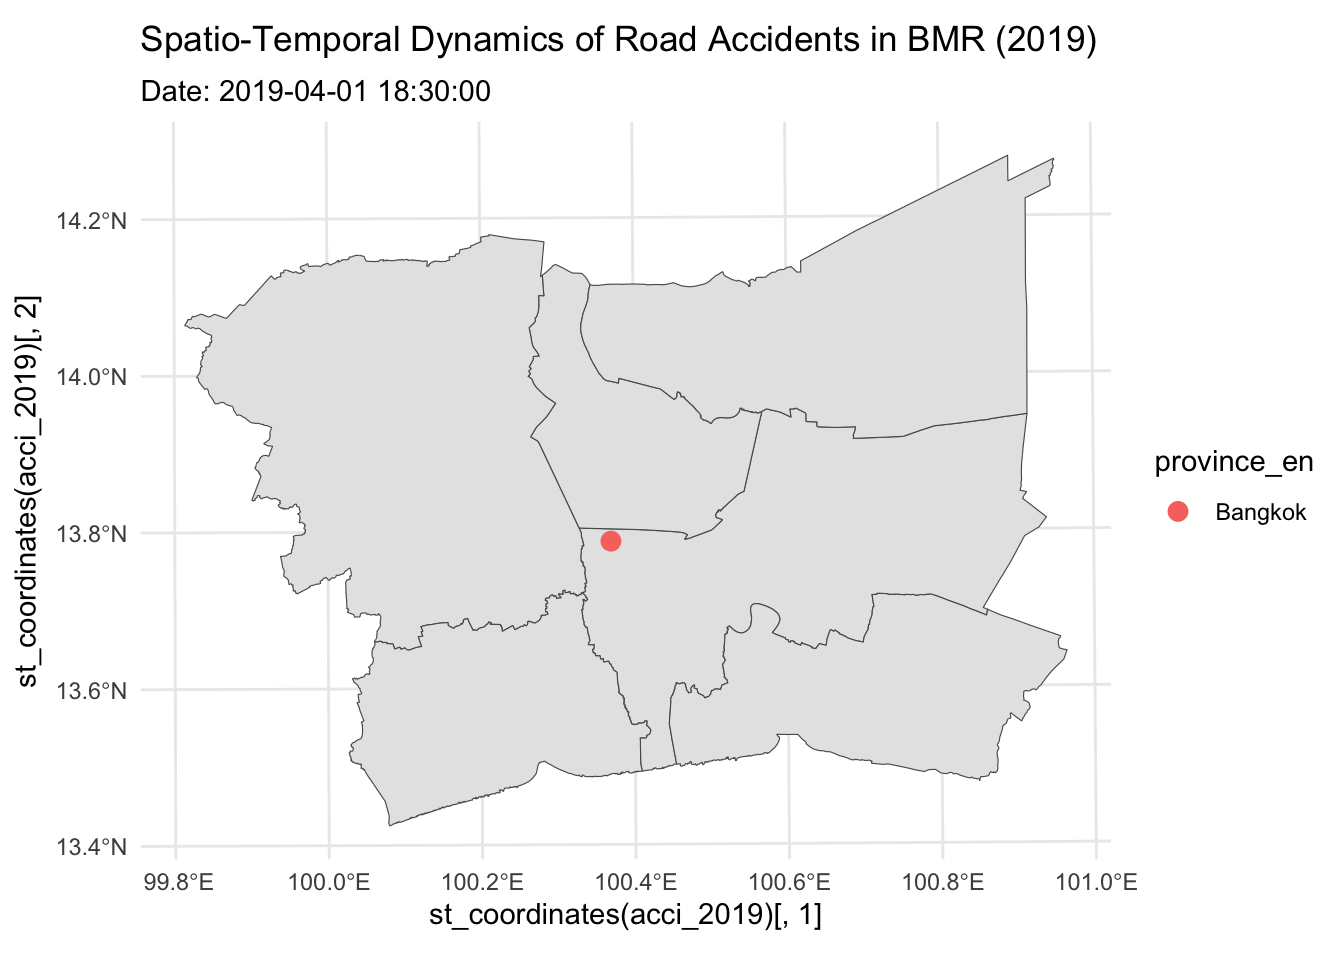 Spatio-Temporal Dynamics of Road Accidents in BMR (2019)
Date: 2019-04-01 18:30:00
14.2°N
14.0°N
13.8°N
13.6°N
13.4°N
st_coordinates(acci_2019)[, 2]
99.8°E 100.0°E 100.2°E 100.4°E 100.6°E 100.8°E 101.0°E
st_coordinates(acci_2019)[, 1]
province_en
Bangkok